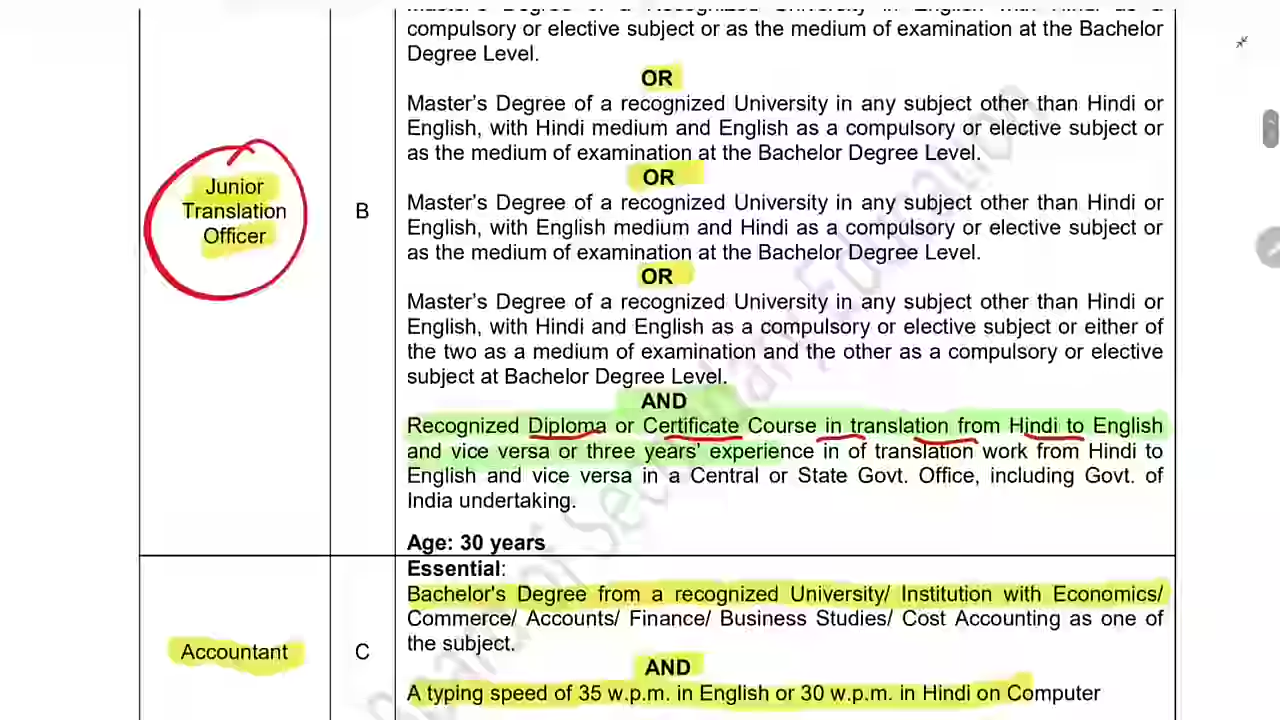 compulsory or elective subject or as the medium of examination at the Bachelor
Degree Level.
OR
Master's Degree of a recognized University in any subject other than Hindi or
English, with Hindi medium and English as a compulsory or elective subject or
as the medium of examination at the Bachelor Degree Level.
OR
Master's Degree of a recognized University in any subject other than Hindi or
English, with English medium and Hindi as a compulsory or elective subject or
as the medium of examination at the Bachelor Degree Level.
OR
Master's Degree of a recognized University in any subject other than Hindi or
English, with Hindi and English as a compulsory or elective subject or either of
the two as a medium of examination and the other as a compulsory or elective
subject at Bachelor Degree Level.
AND
Recognized Diploma or Certificate Course in translation from Hindi to English
and vice versa or three years' experience in of translation work from Hindi to
English and vice versa in a Central or State Govt. Office, including Govt. of
India undertaking.
Age: 30 years
Junior
Translation
Officer
B
Essential:
Bachelor's Degree from a recognized University/ Institution with Economics/
Commerce/ Accounts/ Finance/ Business Studies/ Cost Accounting as one of
the subject.
AND
A typing speed of 35 w.p.m. in English or 30 w.p.m. in Hindi on Computer
Accountant
C